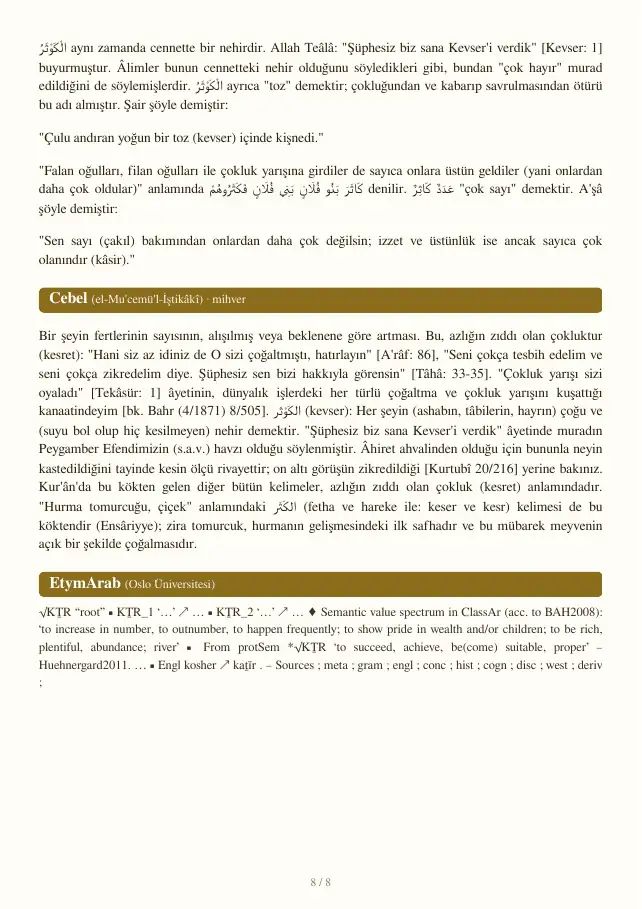 الْكَوْثَرُ aynı zamanda cennette bir nehirdir. Allah Teâlâ: "Şüphesiz biz sana Kevser'i verdik" [Kevser: 1]
buyurmuştur. Âlimler bunun cennetteki nehir olduğunu söyledikleri gibi, bundan "çok hayır" murad
edildiğini de söylemişlerdir. الْكَوْثَرُ ayrıca "toz" demektir; çokluğundan ve kabarıp savrulmasından ötürü
bu adı almıştır. Şair şöyle demiştir:
"Çulu andıran yoğun bir toz (kevser) içinde kişnedi."
"Falan oğulları, filan oğulları ile çokluk yarışına girdiler de sayıca onlara üstün geldiler (yani onlardan
daha çok oldular)" anlamında كَاثَرَ بَنُو فُلَانٍ بَنِي فُلَانٍ فَكَثَرُوهُمْ denilir. عَدَدٌ كَاثِرٌ "çok sayı" demektir. A'şâ
şöyle demiştir:
"Sen sayı (çakıl) bakımından onlardan daha çok değilsin; izzet ve üstünlük ise ancak sayıca çok
olanındır (kâsir)."
Cebel (el-Mu'cemü'l-İştikâkî) · mihver
Bir şeyin fertlerinin sayısının, alışılmış veya beklenene göre artması. Bu, azlığın zıddı olan çokluktur
(kesret): "Hani siz az idiniz de O sizi çoğaltmıştı, hatırlayın" [A'râf: 86], "Seni çokça tesbih edelim ve
seni çokça zikredelim diye. Şüphesiz sen bizi hakkıyla görensin" [Tâhâ: 33-35]. "Çokluk yarışı sizi
oyaladı" [Tekâsür: 1] âyetinin, dünyalık işlerdeki her türlü çoğaltma ve çokluk yarışını kuşattığı
kanaatindeyim [bk. Bahr (4/1871) 8/505]. الكَوْثَر (kevser): Her şeyin (ashabın, tâbilerin, hayrın) çoğu ve
(suyu bol olup hiç kesilmeyen) nehir demektir. "Şüphesiz biz sana Kevser'i verdik" âyetinde muradın
Peygamber Efendimizin (s.a.v.) havzı olduğu söylenmiştir. Âhiret ahvalinden olduğu için bununla neyin
kastedildiğini tayinde kesin ölçü rivayettir; on altı görüşün zikredildiği [Kurtubî 20/216] yerine bakınız.
Kur'ân'da bu kökten gelen diğer bütün kelimeler, azlığın zıddı olan çokluk (kesret) anlamındadır.
"Hurma tomurcuğu, çiçek" anlamındaki الكَثَر (fetha ve hareke ile: keser ve kesr) kelimesi de bu
köktendir (Ensâriyye); zira tomurcuk, hurmanın gelişmesindeki ilk safhadır ve bu mübarek meyvenin
açık bir şekilde çoğalmasıdır.
EtymArab (Oslo Üniversitesi)
√KṮR “root” ▪ KṮR_1 ‘…’ ↗ … ▪ KṮR_2 ‘…’ ↗ … ♦ Semantic value spectrum in ClassAr (acc. to BAH2008):
‘to increase in number, to outnumber, to happen frequently; to show pride in wealth and/or children; to be rich,
plentiful, abundance; river’ ▪ From protSem *√KṮR ‘to succeed, achieve, be(come) suitable, proper’ –
Huehnergard2011. … ▪ Engl kosher ↗ kaṯīr . – Sources ; meta ; gram ; engl ; conc ; hist ; cogn ; disc ; west ; deriv
;
8 / 8